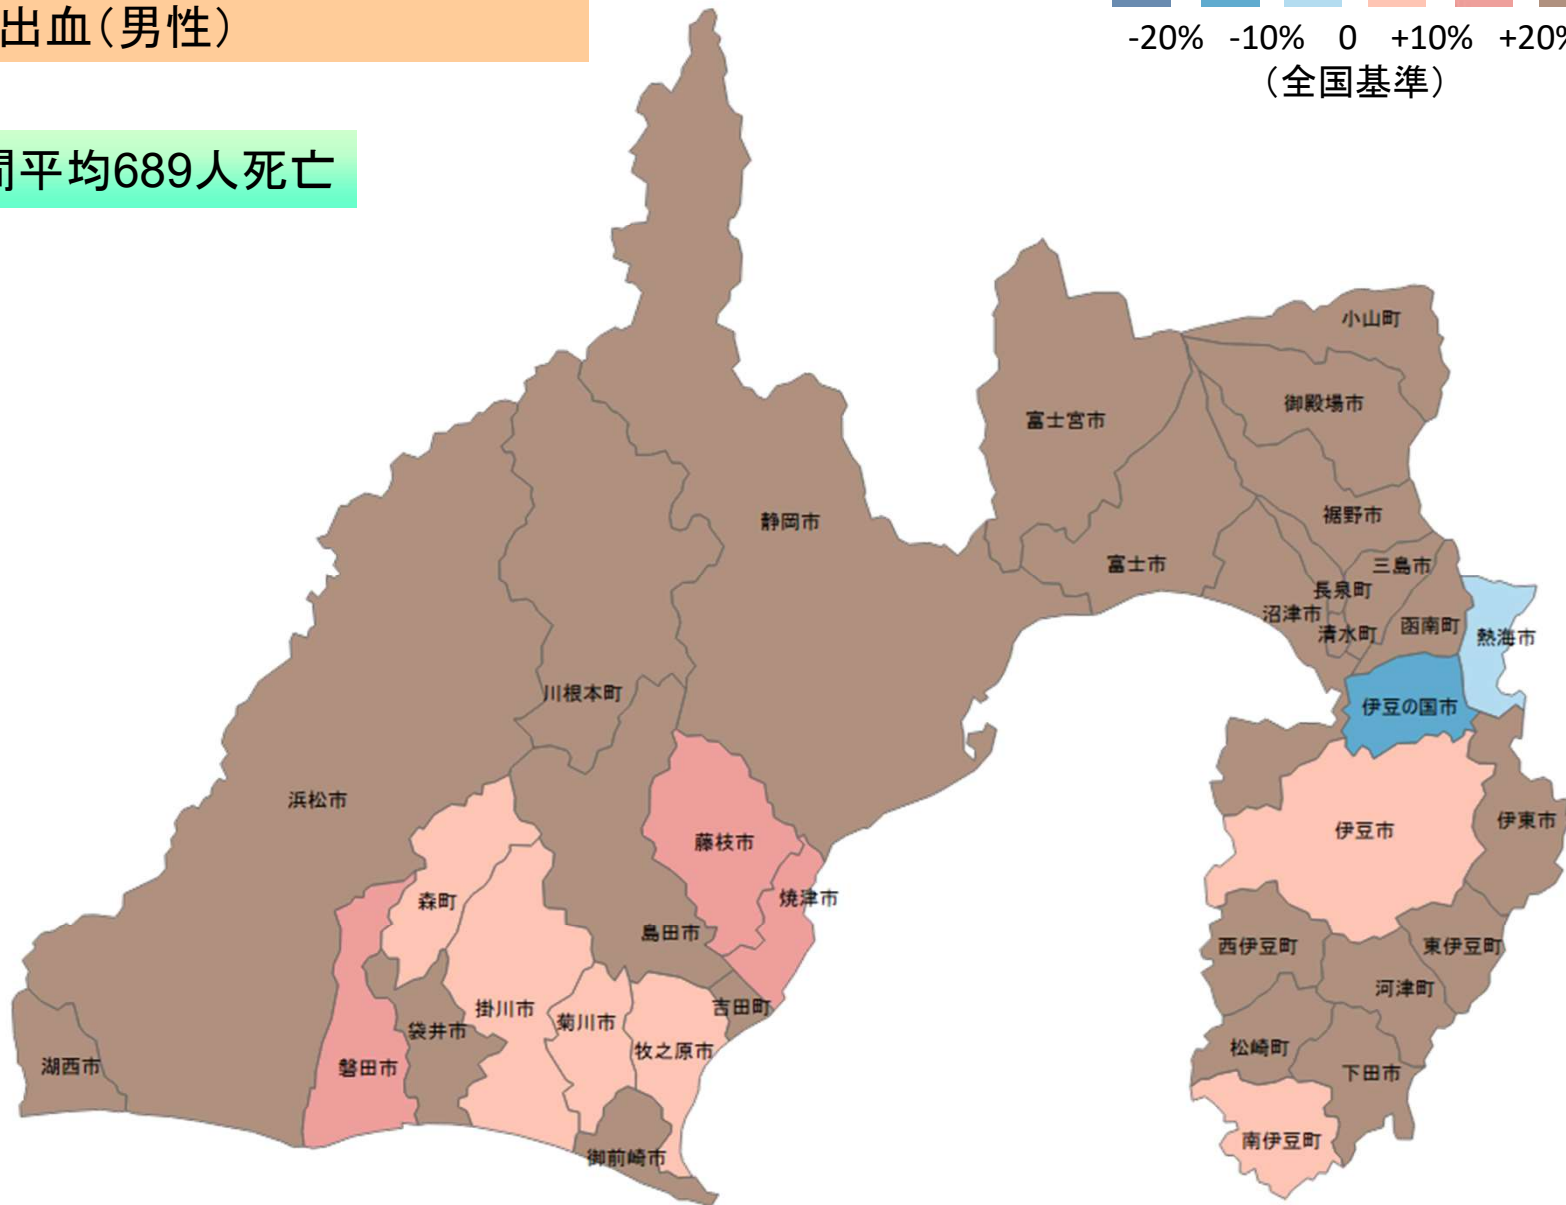 出血(男性)
-20% -10% 0 +10% +20%
(全国基準)
間平均689人死亡
小山町
御殿場市
富士宮市
裾野市
静岡市
富士市
三島市
長泉町
沼津市
函南町
清水町
熱海市
川根本町
伊豆の国市
浜松市
伊東市
伊豆市
藤枝市
焼津市
森町
島田市
西伊豆町
東伊豆町
河津町
吉田町
掛川市
菊川市
袋井市
牧之原市
松崎町
湖西市
磐田市
下田市
南伊豆町
御前崎市